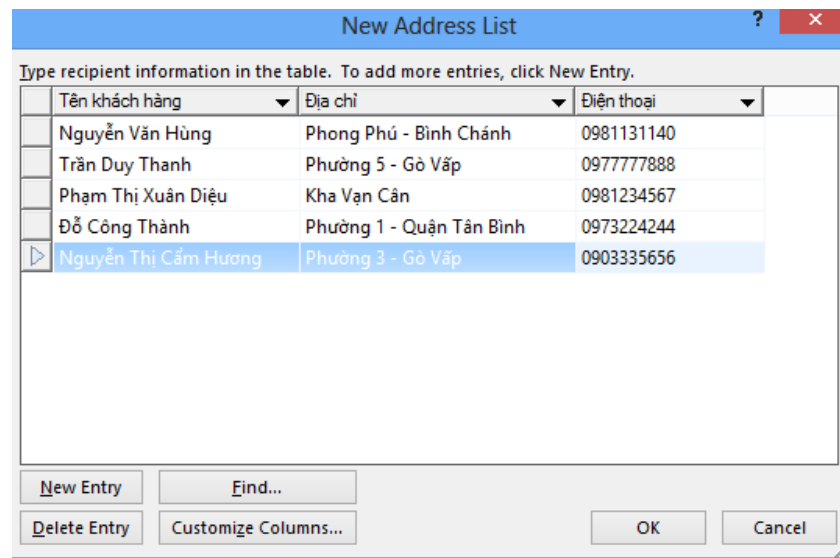 New Address List
?
Type recipient information in the table. To add more entries, click New Entry.
Tên khách hàng Địa chỉ Điện thoại
Nguyễn Văn Hùng Phong Phú - Bình Chánh 0981131140
Trần Duy Thanh Phường 5 - Gò Vấp 0977777888
Phạm Thị Xuân Diệu Kha Vạn Cân 0981234567
Đỗ Công Thành Phường 1 - Quận Tân Bình 0973224244
Nguyễn Thị Cẩm Hương Phường 3 - Gò Vấp 0903335656
New Entry Find...
Delete Entry Customize Columns... OK Cancel